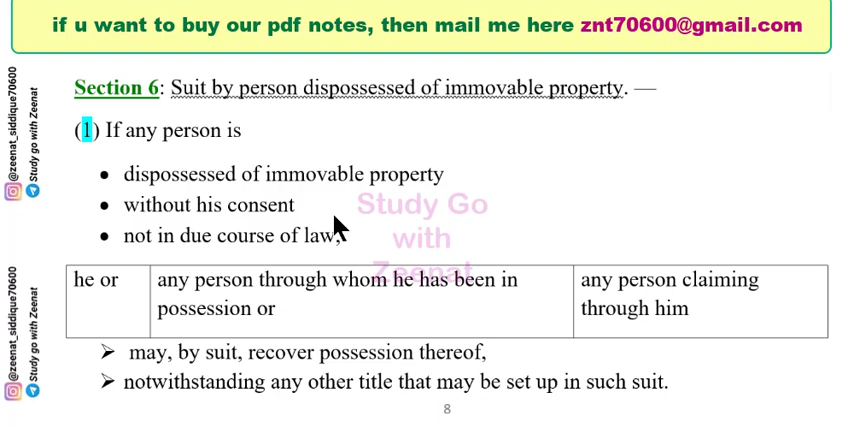 if u want to buy our pdf notes, then mail me here znt70600@gmail.com
Section 6: Suit by person dispossessed of immovable property. —
(1) If any person is
• dispossessed of immovable property
• without his consent
• not in due course of law,
he or
any person through whom he has been in
possession or
any person claiming
through him
➢ may, by suit, recover possession thereof,
➢ notwithstanding any other title that may be set up in such suit.
8
Study Go
with
Zeenat
@zeenat_siddique70600
Study go with Zeenat
@zeenat_siddique70600
Study go with Zeenat